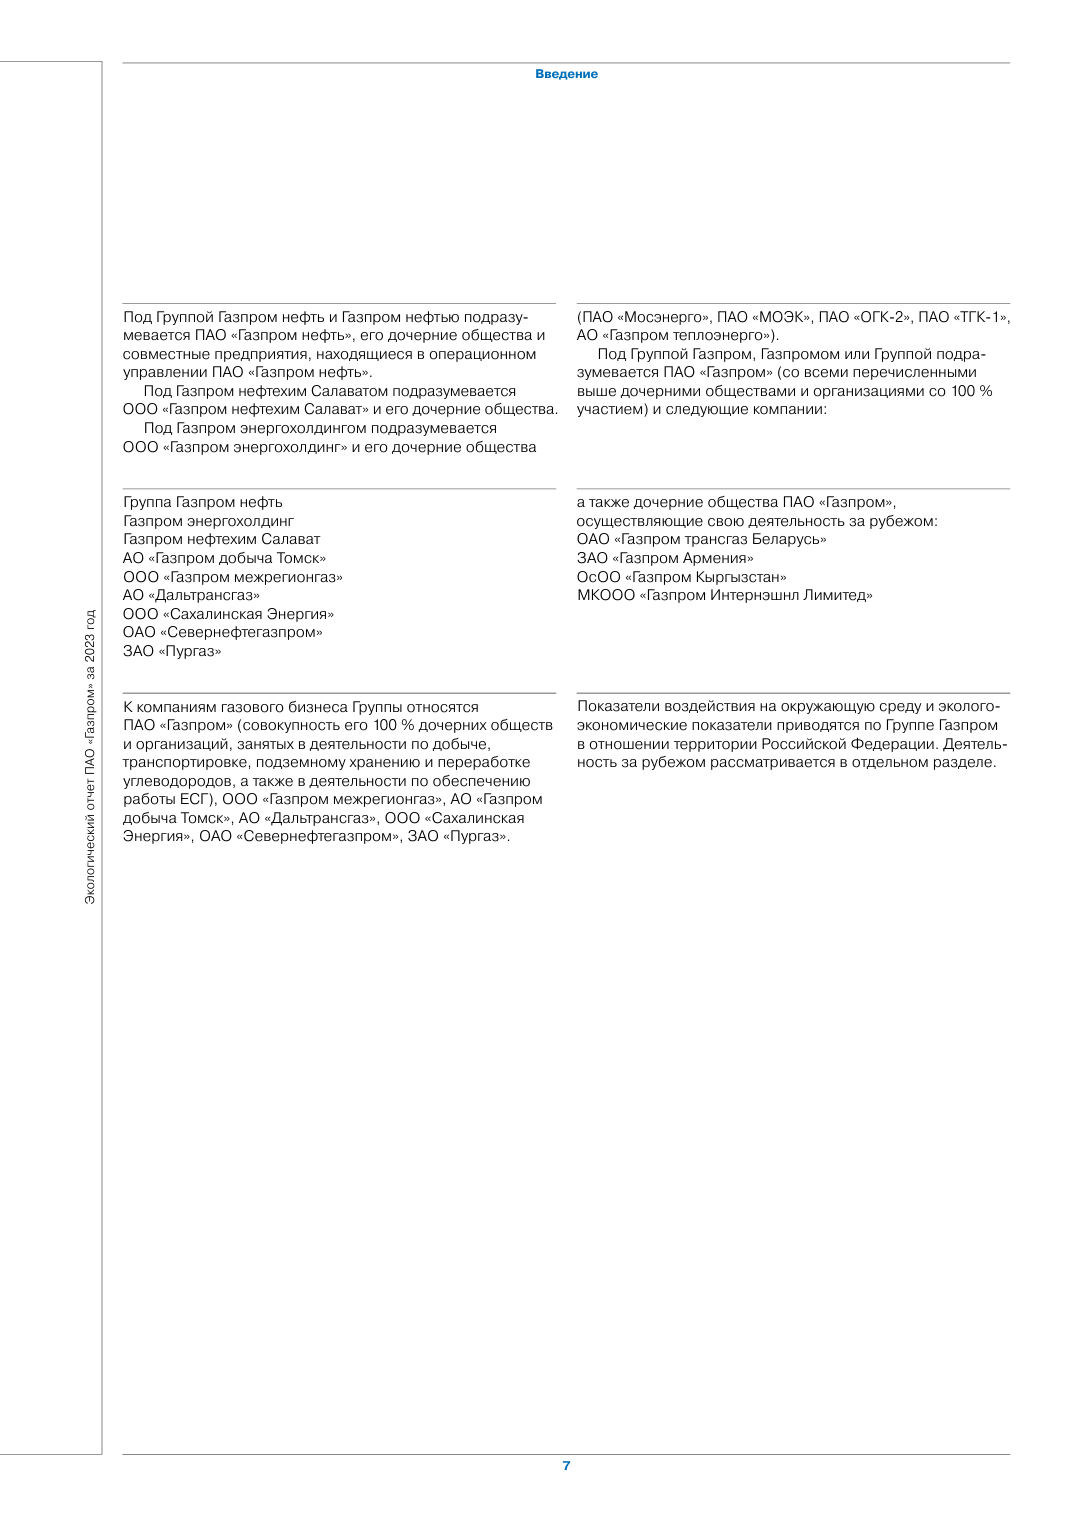 Введение
Под Группой Газпром нефть и Газпром нефтью подразу-
мевается ПАО «Газпром нефть», его дочерние общества и
совместные предприятия, находящиеся в операционном
управлении ПАО «Газпром нефть».
Под Газпром нефтехим Салаватом подразумевается
ООО «Газпром нефтехим Салават» и его дочерние общества.
Под Газпром энергохолдингом подразумевается
ООО «Газпром энергохолдинг» и его дочерние общества
(ПАО «Мосэнерго», ПАО «МОЭК», ПАО «ОГК-2», ПАО «ТГК-1»,
АО «Газпром теплоэнерго»).
Под Группой Газпром, Газпромом или Группой подра-
зумевается ПАО «Газпром» (со всеми перечисленными
выше дочерними обществами и организациями со 100 %
участием) и следующие компании:
Группа Газпром нефть
Газпром энергохолдинг
Газпром нефтехим Салават
АО «Газпром добыча Томск»
ООО «Газпром межрегионгаз»
АО «Дальтрансгаз»
ООО «Сахалинская Энергия»
ОАО «Севернефтегазпром»
ЗАО «Пургаз»
а также дочерние общества ПАО «Газпром»,
осуществляющие свою деятельность за рубежом:
ОАО «Газпром трансгаз Беларусь»
ЗАО «Газпром Армения»
ОсОО «Газпром Кыргызстан»
МКООО «Газпром Интернэшнл Лимитед»
К компаниям газового бизнеса Группы относятся
ПАО «Газпром» (совокупность его 100 % дочерних обществ
и организаций, занятых в деятельности по добыче,
транспортировке, подземному хранению и переработке
углеводородов, а также в деятельности по обеспечению
работы ЕСГ), ООО «Газпром межрегионгаз», АО «Газпром
добыча Томск», АО «Дальтрансгаз», ООО «Сахалинская
Энергия», ОАО «Севернефтегазпром», ЗАО «Пургаз».
Показатели воздействия на окружающую среду и эколого-
экономические показатели приводятся по Группе Газпром
в отношении территории Российской Федерации. Деятель-
ность за рубежом рассматривается в отдельном разделе.
Экологический отчет ПАО «Газпром» за 2023 год
7